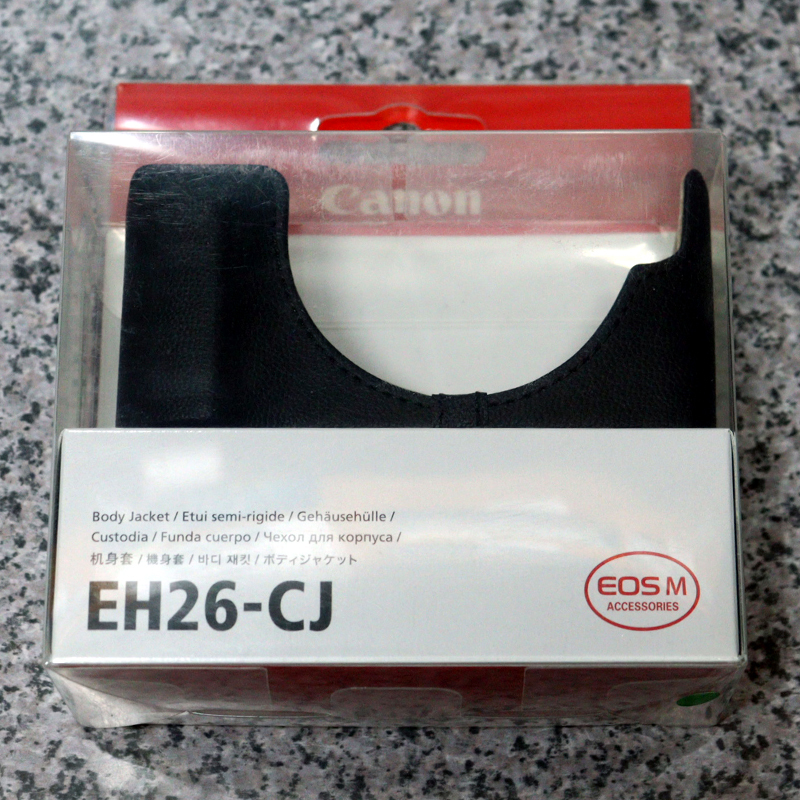 Canon
Body Jacket / Etui semi-rigide / Gehäusehülle /
Custodia / Funda cuerpo / Чехол для корпуса /
机身套 / 機身套 / 바디 재킷 / ボディジャケット
EH26-CJ
EOS M
ACCESSORIES